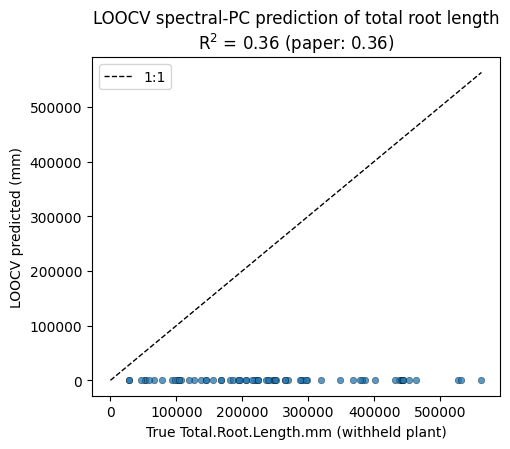 LOOCV spectral-PC prediction of total root length
R² = 0.36 (paper: 0.36)
1:1
500000
400000
300000
200000
100000
0
LOOCV predicted (mm)
0 100000 200000 300000 400000 500000
True Total.Root.Length.mm (withheld plant)